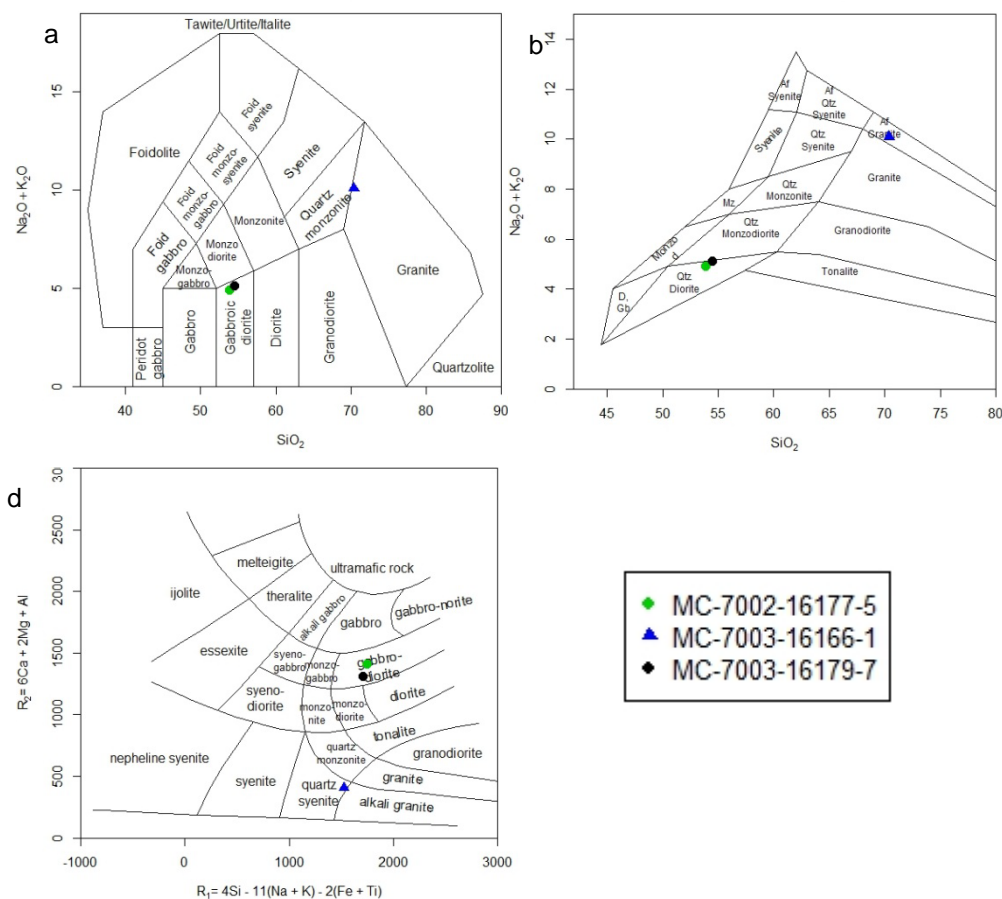 a
Tawite/Urtite/Italite
Foidolite
Foid
syenite
Foid
monzo-
syenite
Foid
monzo-
gabbro
Foid
gabbro
Syenite
Quartz
monzonite
Monzonite
Monzo
diorite
Monzo-
gabbro
Peridot
gabbro
Gabbro
Gabbroic
diorite
Diorite
Granodiorite
Granite
Quartzolite
0
5
10
15
Na₂O + K₂O
40
50
60
70
80
90
SiO₂
b
Af
Syenite
Af
Qtz
Syenite
Af
Granite
Syenite
Qtz
Syenite
Granite
Mz
Qtz
Monzonite
Monzo
d
Qtz
Monzodiorite
Granodiorite
Qtz
Diorite
Tonalite
D,
Gb
0
2
4
6
8
10
12
14
Na₂O + K₂O
45
50
55
60
65
70
75
80
SiO₂
d
melteigite
ultramafic rock
ijolite
theralite
alkali gabbro
gabbro
gabbro-norite
essexite
syeno-
gabbro
monzo-
gabbro
gabbro-
diorite
syeno-
diorite
monzo-
nite
monzo-
diorite
diorite
tonalite
nepheline syenite
quartz
monzonite
granodiorite
syenite
quartz
syenite
granite
alkali granite
0
500
1000
1500
2000
2500
30
R₂= 6Ca + 2Mg + Al
-1000
0
1000
2000
3000
R₁= 4Si - 11(Na + K) - 2(Fe + Ti)
MC-7002-16177-5
MC-7003-16166-1
MC-7003-16179-7